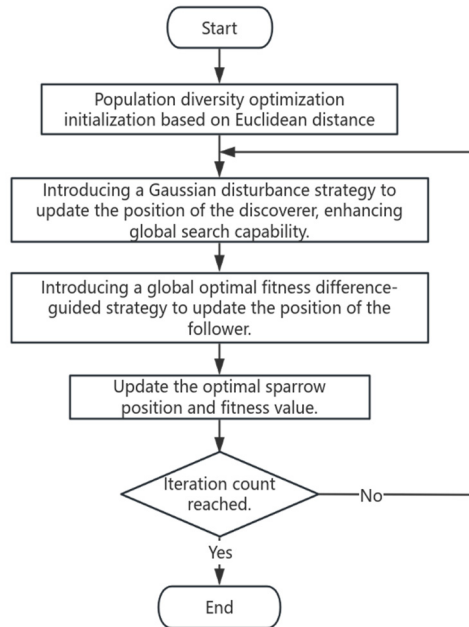 Start
Population diversity optimization
initialization based on Euclidean distance
Introducing a Gaussian disturbance strategy to
update the position of the discoverer, enhancing
global search capability.
Introducing a global optimal fitness difference-
guided strategy to update the position of the
follower.
Update the optimal sparrow
position and fitness value.
Iteration count
reached.
No
Yes
End